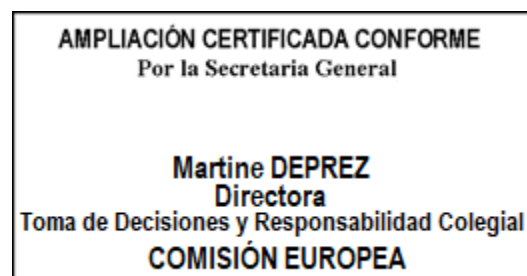 AMPLIACIÓN CERTIFICADA CONFORME
Por la Secretaria General
Martine DEPREZ
Directora
Toma de Decisiones y Responsabilidad Colegial
COMISIÓN EUROPEA